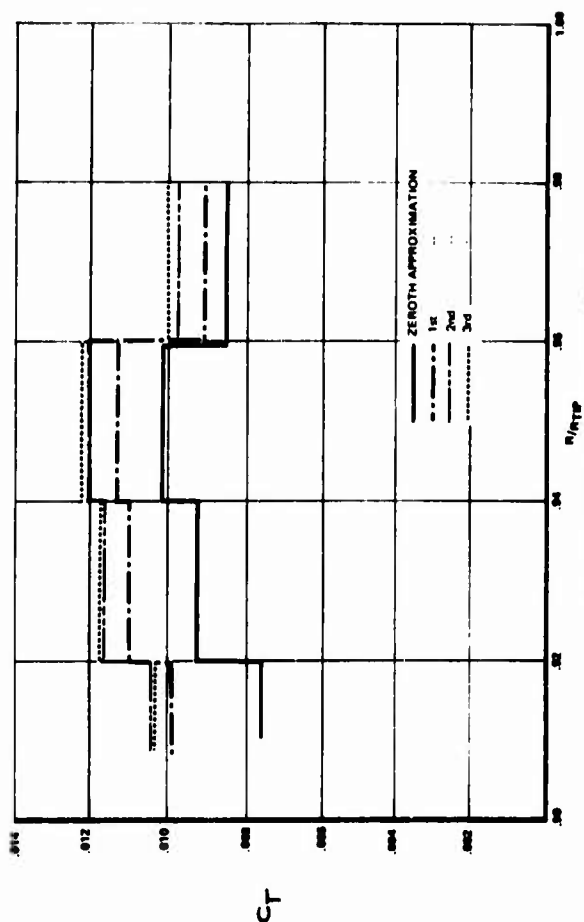 CT
.014
.012
.010
.008
.006
.004
.002
.90
.92
.94
.96
.98
1.00
R/RTIP
ZEROTH APPROXIMATION
1st
2nd
3rd